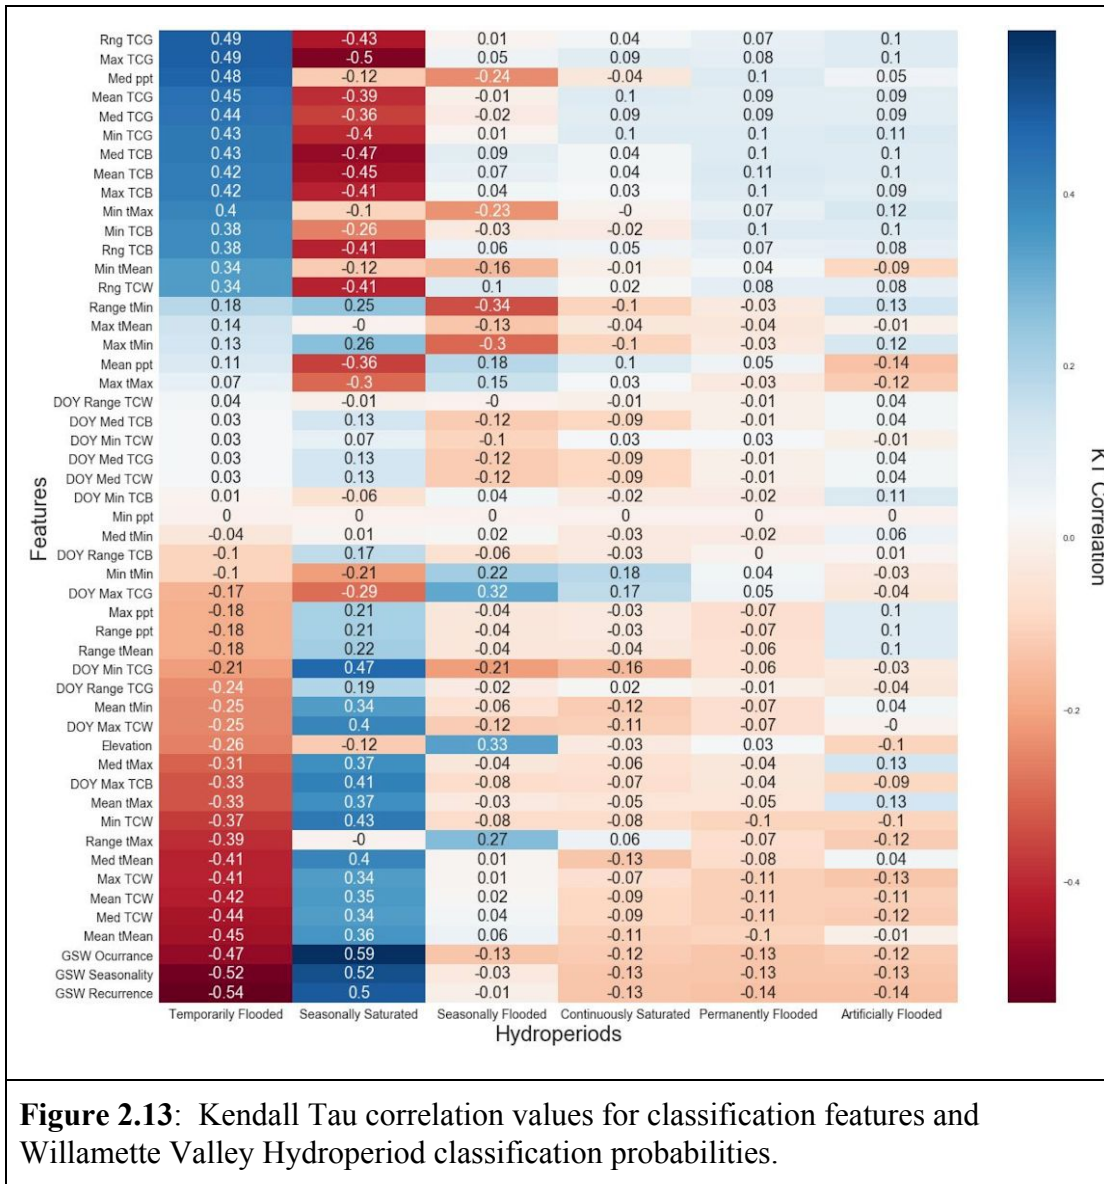 Rng TCG 0.49 -0.43 0.01 0.04 0.07 0.1
Max TCG 0.49 -0.5 0.05 0.09 0.08 0.1
Med ppt 0.48 -0.12 -0.24 -0.04 0.1 0.05
Mean TCG 0.45 -0.39 -0.01 0.1 0.09 0.09
Med TCG 0.44 -0.36 -0.02 0.09 0.09 0.09
Min TCG 0.43 -0.4 0.01 0.1 0.1 0.11
Med TCB 0.43 -0.47 0.09 0.04 0.1 0.1
Mean TCB 0.42 -0.45 0.07 0.04 0.11 0.1
Max TCB 0.42 -0.41 0.04 0.03 0.1 0.09
Min tMax 0.4 -0.1 -0.23 -0 0.07 0.12
Min TCB 0.38 -0.26 -0.03 -0.02 0.1 0.1
Rng TCB 0.38 -0.41 0.06 0.05 0.07 0.08
Min tMean 0.34 -0.12 -0.16 -0.01 0.04 -0.09
Rng TCW 0.34 -0.41 0.1 0.02 0.08 0.08
Range tMin 0.18 0.25 -0.34 -0.1 -0.03 0.13
Max tMean 0.14 -0 -0.13 -0.04 -0.04 -0.01
Max tMin 0.13 0.26 -0.3 -0.1 -0.03 0.12
Mean ppt 0.11 -0.36 0.18 0.1 0.05 -0.14
Max tMax 0.07 -0.3 0.15 0.03 -0.03 -0.12
DOY Range TCW 0.04 -0.01 -0 -0.01 -0.01 0.04
DOY Med TCB 0.03 0.13 -0.12 -0.09 -0.01 0.04
DOY Min TCW 0.03 0.07 -0.1 0.03 0.03 -0.01
DOY Med TCG 0.03 0.13 -0.12 -0.09 -0.01 0.04
DOY Med TCW 0.03 0.13 -0.12 -0.09 -0.01 0.04
DOY Min TCB 0.01 -0.06 0.04 -0.02 -0.02 0.11
Min ppt 0 0 0 0 0 0
Med tMin -0.04 0.01 0.02 -0.03 -0.02 0.06
DOY Range TCB -0.1 0.17 -0.06 -0.03 0 0.01
Min tMin -0.1 -0.21 0.22 0.18 0.04 -0.03
DOY Max TCG -0.17 -0.29 0.32 0.17 0.05 -0.04
Max ppt -0.18 0.21 -0.04 -0.03 -0.07 0.1
Range ppt -0.18 0.21 -0.04 -0.03 -0.07 0.1
Range tMean -0.18 0.22 -0.04 -0.04 -0.06 0.1
DOY Min TCG -0.21 0.47 -0.21 -0.16 -0.06 -0.03
DOY Range TCG -0.24 0.19 -0.02 0.02 -0.01 -0.04
Mean tMin -0.25 0.34 -0.06 -0.12 -0.07 0.04
DOY Max TCW -0.25 0.4 -0.12 -0.11 -0.07 -0
Elevation -0.26 -0.12 0.33 -0.03 0.03 -0.1
Med tMax -0.31 0.37 -0.04 -0.06 -0.04 0.13
DOY Max TCB -0.33 0.41 -0.08 -0.07 -0.04 -0.09
Mean tMax -0.33 0.37 -0.03 -0.05 -0.05 0.13
Min TCW -0.37 0.43 -0.08 -0.08 -0.1 -0.1
Range tMax -0.39 -0 0.27 0.06 -0.07 -0.12
Med tMean -0.41 0.4 0.01 -0.13 -0.08 0.04
Max TCW -0.41 0.34 0.01 -0.07 -0.11 -0.13
Mean TCW -0.42 0.35 0.02 -0.09 -0.11 -0.11
Med TCW -0.44 0.34 0.04 -0.09 -0.11 -0.12
Mean tMean -0.45 0.36 0.06 -0.11 -0.1 -0.01
GSW Ocurrance -0.47 0.59 -0.13 -0.12 -0.13 -0.12
GSW Seasonality -0.52 0.52 -0.03 -0.13 -0.13 -0.13
GSW Recurrence -0.54 0.5 -0.01 -0.13 -0.14 -0.14
Features
Temporarily Flooded Seasonally Saturated Seasonally Flooded Continuously Saturated Permanently Flooded Artificially Flooded
Hydroperiods
0.4
0.2
0.0
-0.2
-0.4
KT Correlation
Figure 2.13: Kendall Tau correlation values for classification features and
Willamette Valley Hydroperiod classification probabilities.